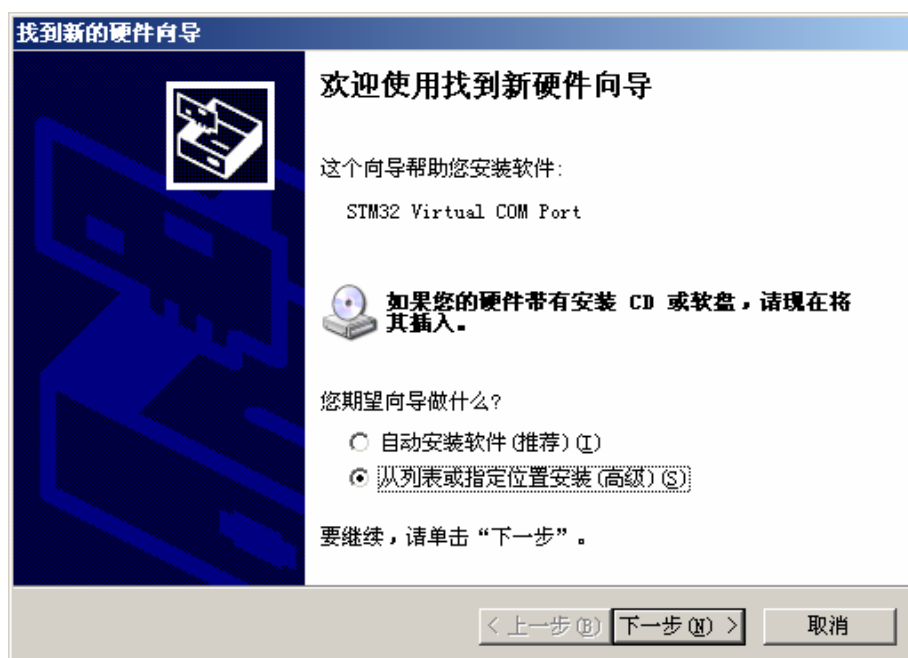 找到新的硬件向导
欢迎使用找到新硬件向导
这个向导帮助您安装软件:
STM32 Virtual COM Port
如果您的硬件带有安装 CD 或软盘，请现在将
其插入。
您期望向导做什么?
自动安装软件(推荐)(I)
从列表或指定位置安装(高级)(S)
要继续，请单击“下一步”。
< 上一步(B) 下一步(N) > 取消